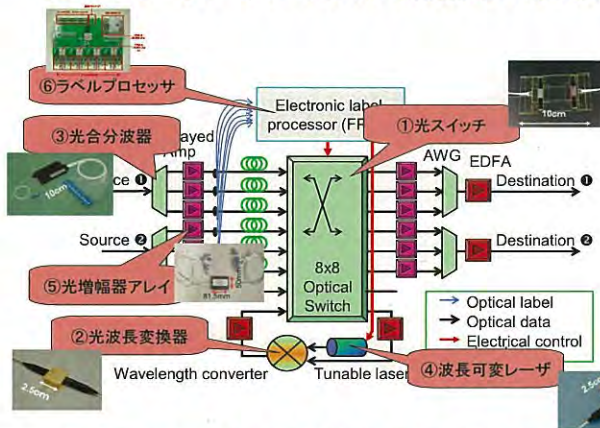 ⑥ラベルプロセッサ
Electronic label
processor (FP
①光スイッチ
10cm
③光合分波器
ayed
Amp
AWG
EDFA
ce ❶
10cm
Destination ❶
Source ❷
Destination ❷
⑤光増幅器アレイ
81.5mm
8x8
Optical
Switch
Optical label
Optical data
Electrical control
②光波長変換器
2.5cm
Wavelength converter
Tunable laser
④波長可変レーザ
2.5cm